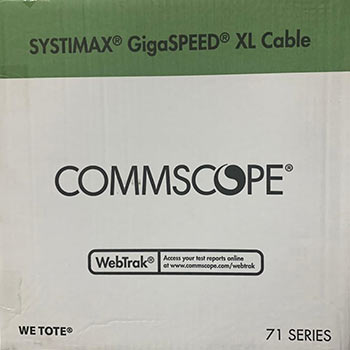 SYSTIMAX® GigaSPEED® XL Cable
COMMSCOPE®
WebTrak®
Access your test reports online
at www.commscope.com/webtrak
WE TOTE®
71 SERIES